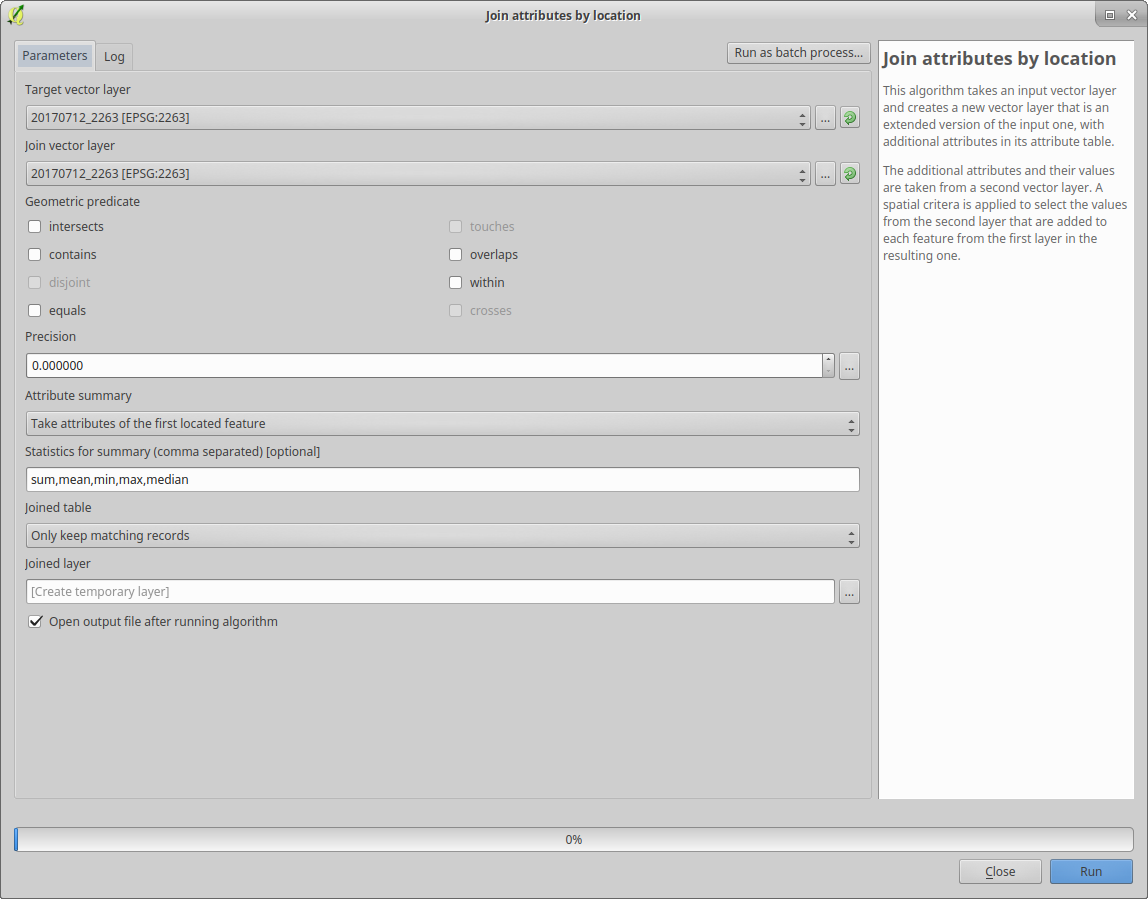 Join attributes by location
Parameters
Log
Run as batch process...
Target vector layer
20170712_2263 [EPSG:2263]
...
Join vector layer
20170712_2263 [EPSG:2263]
...
Geometric predicate
intersects
touches
contains
overlaps
disjoint
within
equals
crosses
Precision
0.000000
...
Attribute summary
Take attributes of the first located feature
Statistics for summary (comma separated) [optional]
sum,mean,min,max,median
Joined table
Only keep matching records
Joined layer
[Create temporary layer]
...
Open output file after running algorithm
Join attributes by location
This algorithm takes an input vector layer
and creates a new vector layer that is an
extended version of the input one, with
additional attributes in its attribute table.
The additional attributes and their values
are taken from a second vector layer. A
spatial critera is applied to select the values
from the second layer that are added to
each feature from the first layer in the
resulting one.
0%
Close
Run